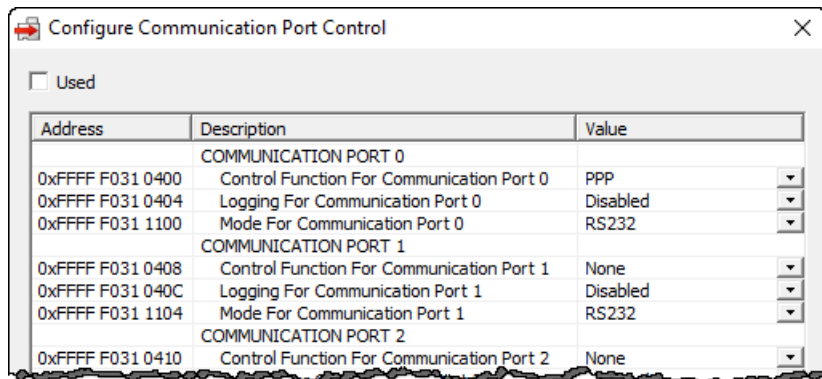 Configure Communication Port Control
Used
Address Description Value
COMMUNICATION PORT 0
0xFFFF F031 0400 Control Function For Communication Port 0 PPP
0xFFFF F031 0404 Logging For Communication Port 0 Disabled
0xFFFF F031 1100 Mode For Communication Port 0 RS232
COMMUNICATION PORT 1
0xFFFF F031 0408 Control Function For Communication Port 1 None
0xFFFF F031 040C Logging For Communication Port 1 Disabled
0xFFFF F031 1104 Mode For Communication Port 1 RS232
COMMUNICATION PORT 2
0xFFFF F031 0410 Control Function For Communication Port 2 None